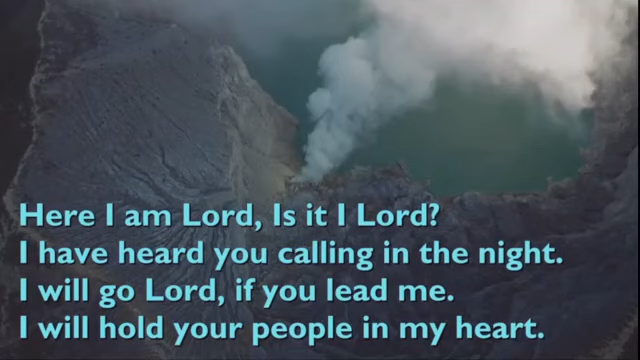 Here I am Lord, Is it I Lord?
I have heard you calling in the night.
I will go Lord, if you lead me.
I will hold your people in my heart.